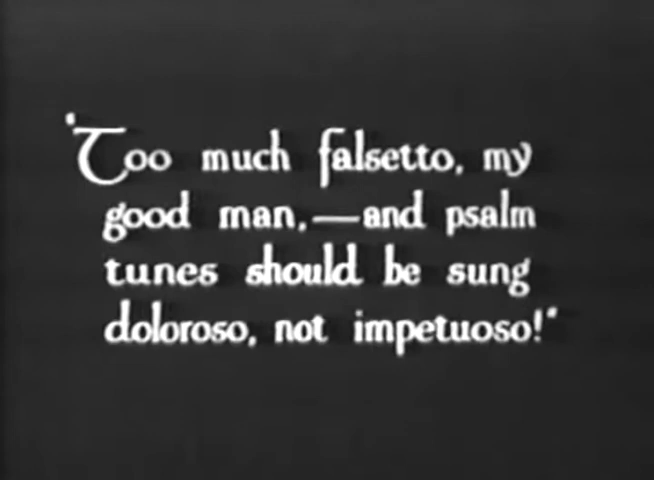 "Too much falsetto, my
good man,—and psalm
tunes should be sung
doloroso, not impetuoso!"